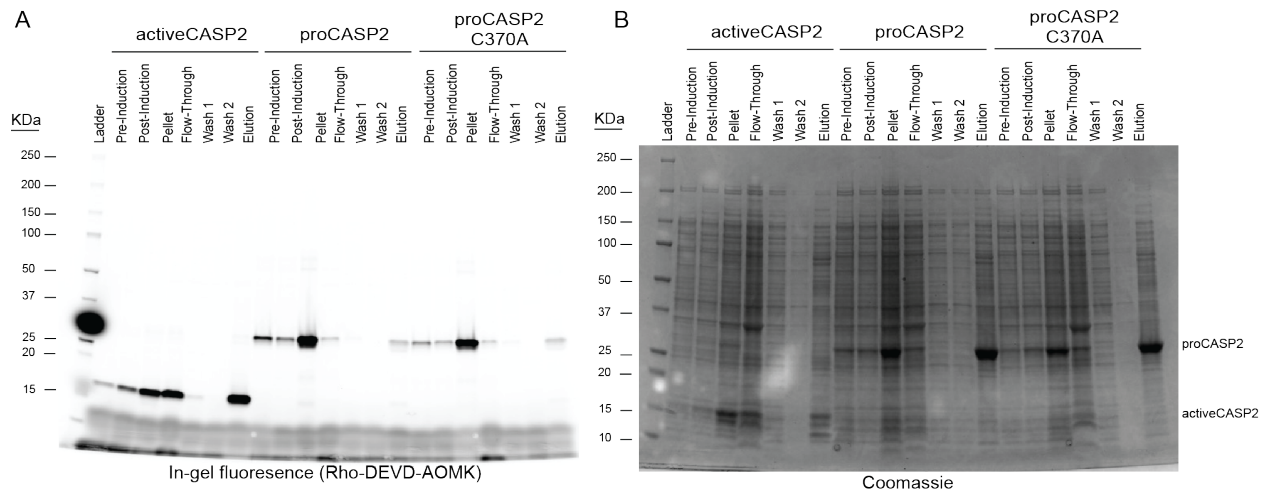 A
activeCASP2
proCASP2
proCASP2
C370A
KDa
Ladder
Pre-Induction
Post-Induction
Pellet
Flow-Through
Wash 1
Wash 2
Elution
Pre-Induction
Post-Induction
Pellet
Flow-Through
Wash 1
Wash 2
Elution
Pre-Induction
Post-Induction
Pellet
Flow-Through
Wash 1
Wash 2
Elution
250
200
150
100
50
37
25
20
15
In-gel fluoresence (Rho-DEVD-AOMK)
B
activeCASP2
proCASP2
proCASP2
C370A
KDa
Ladder
Pre-Induction
Post-Induction
Pellet
Flow-Through
Wash 1
Wash 2
Elution
Pre-Induction
Post-Induction
Pellet
Flow-Through
Wash 1
Wash 2
Elution
Pre-Induction
Post-Induction
Pellet
Flow-Through
Wash 1
Wash 2
Elution
250
200
150
100
50
37
25
20
15
10
proCASP2
activeCASP2
Coomassie